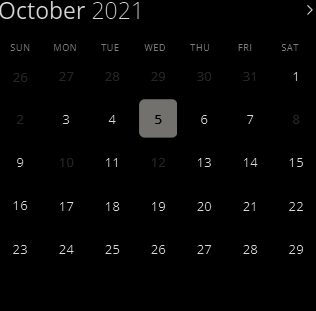 October 2021
SUN MON TUE WED THU FRI SAT
26 27 28 29 30 31 1
2 3 4 5 6 7 8
9 10 11 12 13 14 15
16 17 18 19 20 21 22
23 24 25 26 27 28 29